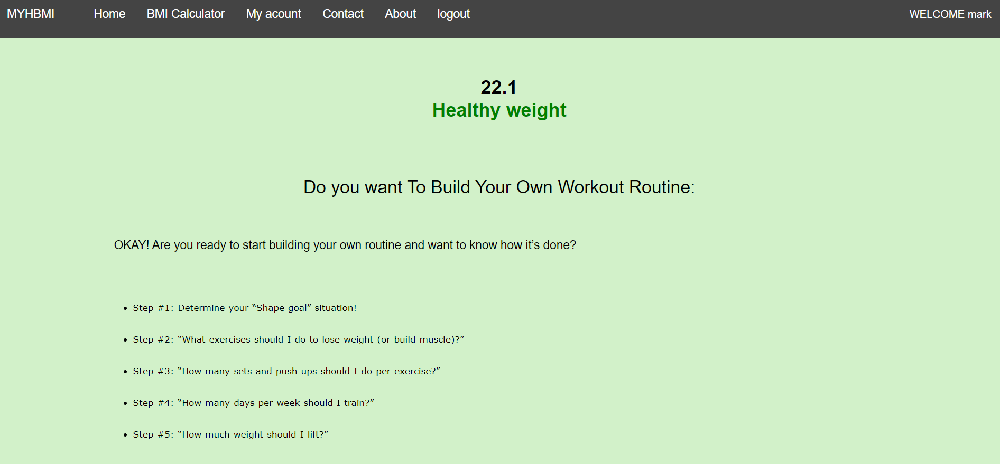 MYHBMI Home BMI Calculator My acount Contact About logout WELCOME mark
22.1
Healthy weight
Do you want To Build Your Own Workout Routine:
OKAY! Are you ready to start building your own routine and want to know how it’s done?
• Step #1: Determine your “Shape goal” situation!
• Step #2: “What exercises should I do to lose weight (or build muscle)?”
• Step #3: “How many sets and push ups should I do per exercise?”
• Step #4: “How many days per week should I train?”
• Step #5: “How much weight should I lift?”